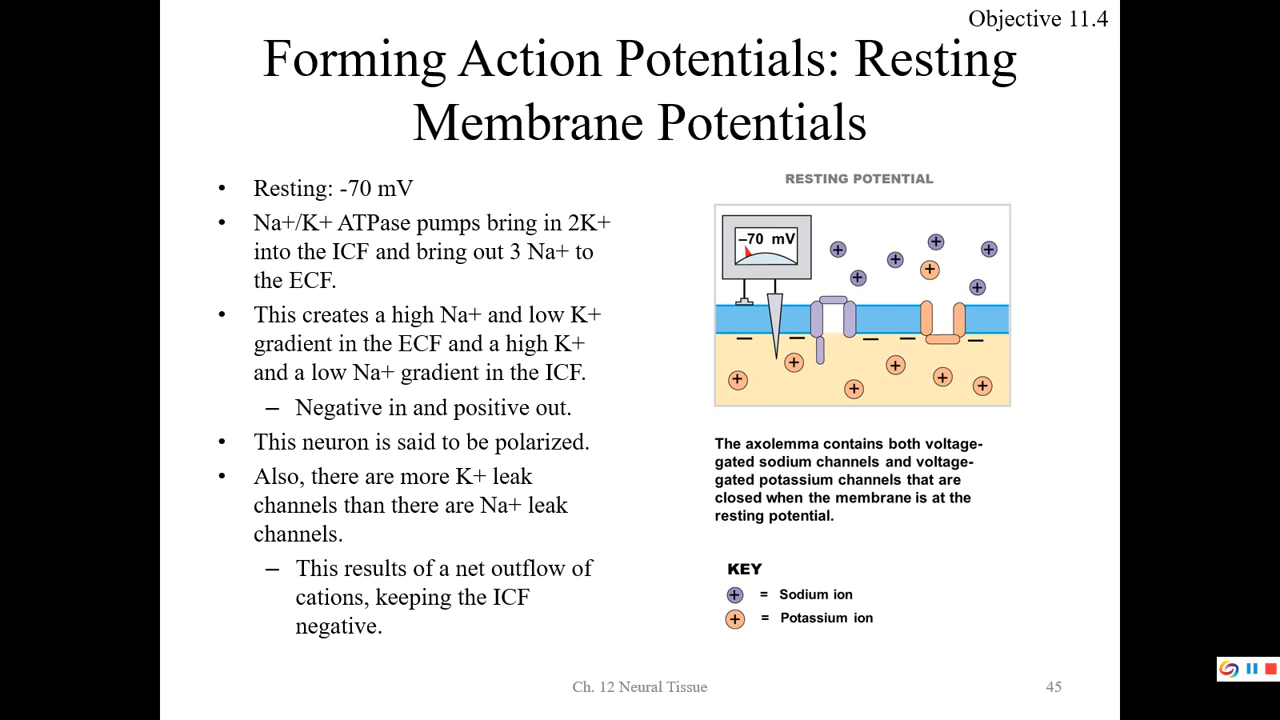 Objective 11.4
Forming Action Potentials: Resting
Membrane Potentials
• Resting: -70 mV
• Na+/K+ ATPase pumps bring in 2K+
into the ICF and bring out 3 Na+ to
the ECF.
• This creates a high Na+ and low K+
gradient in the ECF and a high K+
and a low Na+ gradient in the ICF.
– Negative in and positive out.
• This neuron is said to be polarized.
• Also, there are more K+ leak
channels than there are Na+ leak
channels.
– This results of a net outflow of
cations, keeping the ICF
negative.
RESTING POTENTIAL
–70 mV
The axolemma contains both voltage-
gated sodium channels and voltage-
gated potassium channels that are
closed when the membrane is at the
resting potential.
KEY
+ = Sodium ion
+ = Potassium ion
Ch. 12 Neural Tissue
45